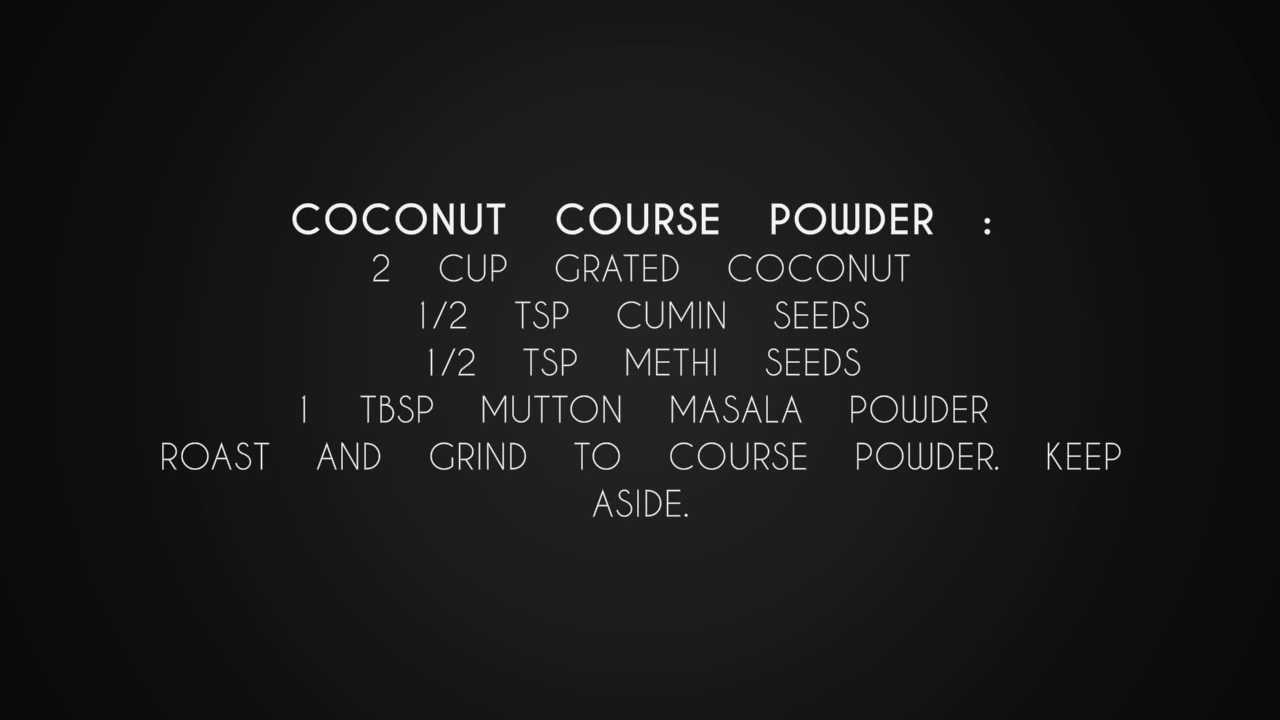 COCONUT COURSE POWDER :
2 CUP GRATED COCONUT
1/2 TSP CUMIN SEEDS
1/2 TSP METHI SEEDS
1 TBSP MUTTON MASALA POWDER
ROAST AND GRIND TO COURSE POWDER. KEEP
ASIDE.